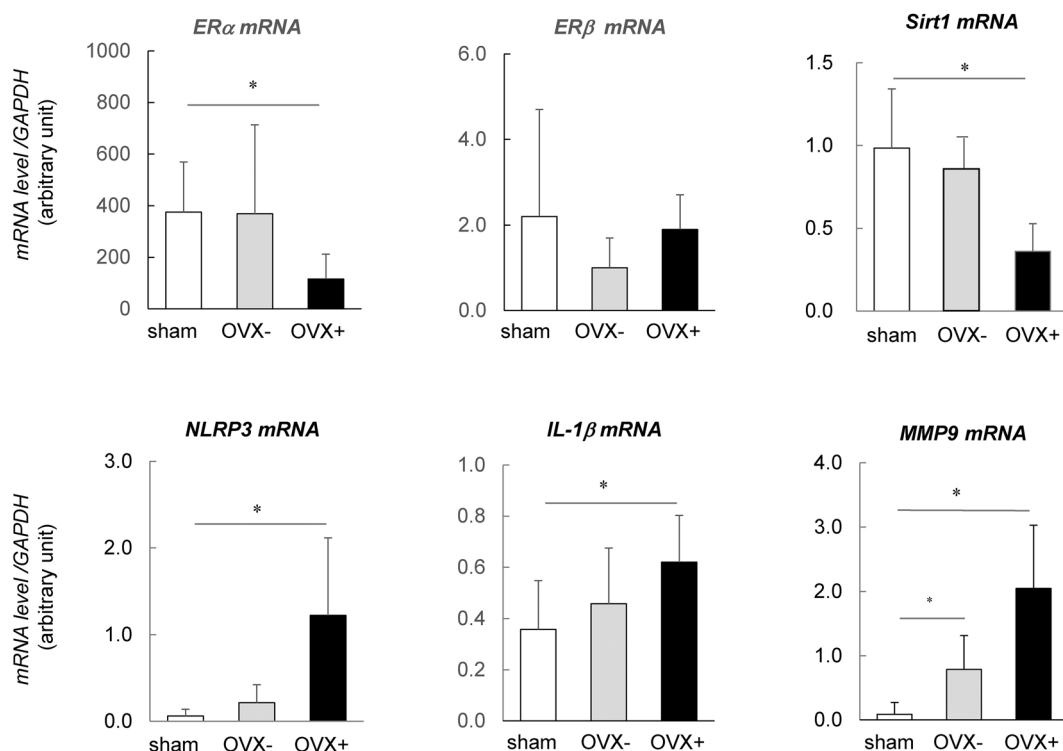 ERα mRNA
1000
800
600
400
200
0
mRNA level /GAPDH
(arbitrary unit)
*
sham OVX- OVX+
ERβ mRNA
6.0
4.0
2.0
0.0
sham OVX- OVX+
Sirt1 mRNA
1.5
1.0
0.5
0.0
*
sham OVX- OVX+
NLRP3 mRNA
3.0
2.0
1.0
0.0
mRNA level /GAPDH
(arbitrary unit)
*
sham OVX- OVX+
IL-1β mRNA
1.0
0.8
0.6
0.4
0.2
0.0
*
sham OVX- OVX+
MMP9 mRNA
4.0
3.0
2.0
1.0
0.0
*
*
sham OVX- OVX+